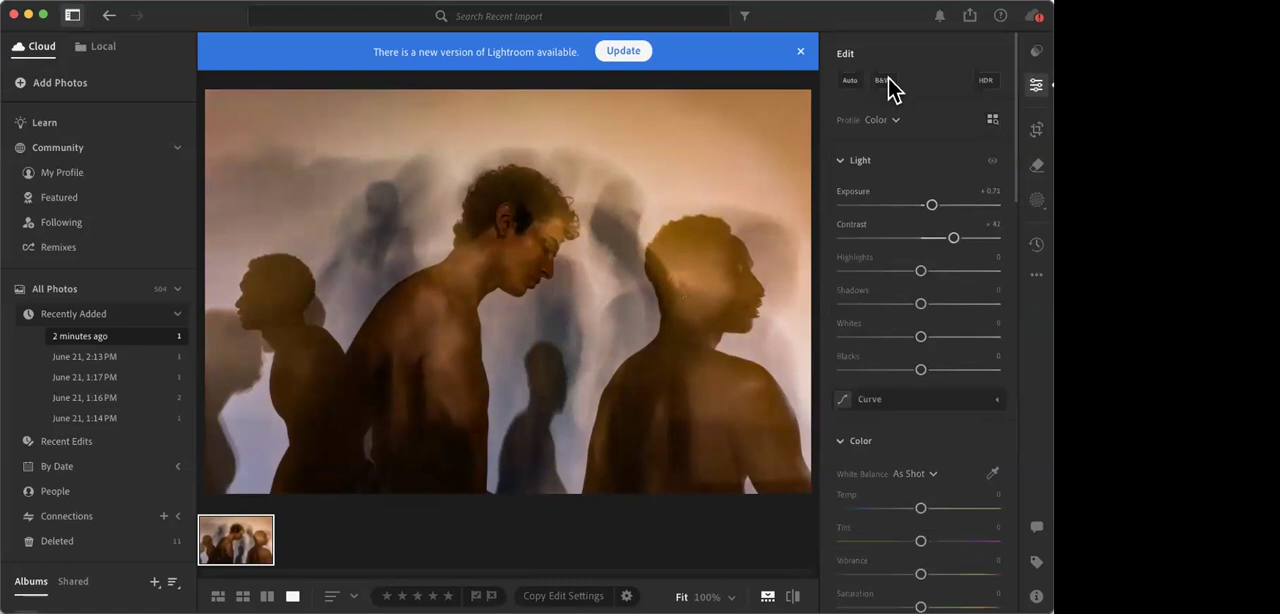 Search Recent Import
Cloud
Local
Add Photos
Learn
Community
My Profile
Featured
Following
Remixes
All Photos 504
Recently Added
2 minutes ago 1
June 21, 2:13 PM 1
June 21, 1:17 PM 1
June 21, 1:16 PM 2
June 21, 1:14 PM 1
Recent Edits
By Date
People
Connections
Deleted 11
Albums Shared
There is a new version of Lightroom available. Update
Copy Edit Settings
Fit 100%
Edit
Auto HDR
Profile Color
Light
Exposure + 0.71
Contrast + 42
Highlights 0
Shadows 0
Whites 0
Blacks 0
Curve
Color
White Balance As Shot
Temp 0
Tint 0
Vibrance 0
Saturation 0